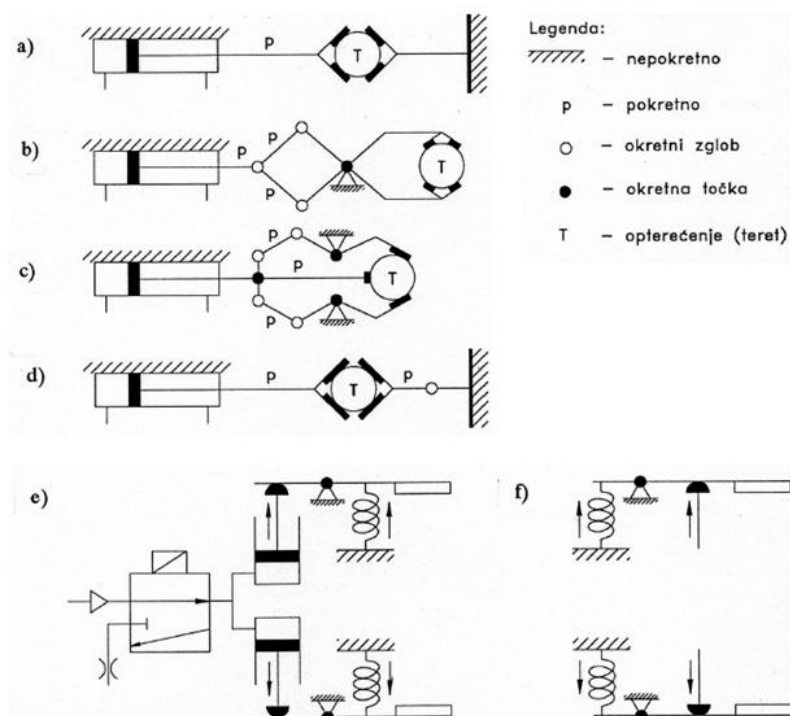 a)
p
T
b)
p
p
p
T
c)
p
p
p
T
d)
p
T
p
Legenda:
– nepokretno
p – pokretno
– okretni zglob
– okretna točka
T – opterećenje (teret)
e)
f)